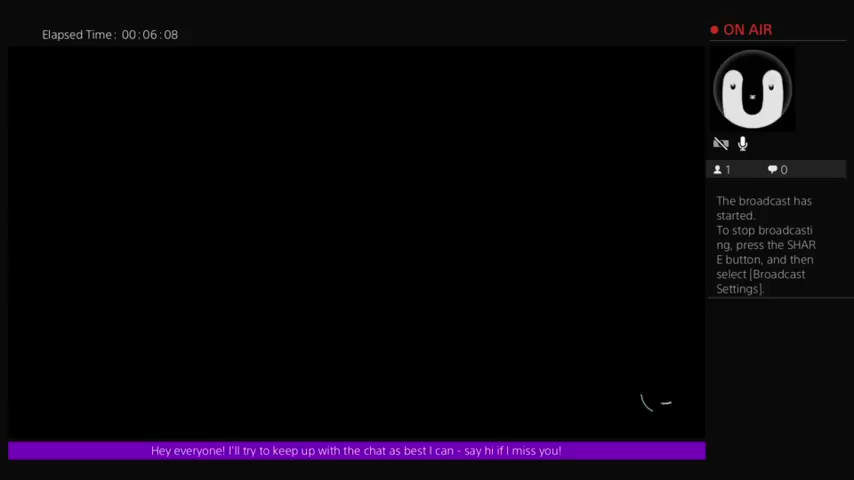 Elapsed Time: 00:06:08
ON AIR
1 0
The broadcast has
started.
To stop broadcasti
ng, press the SHAR
E button, and then
select [Broadcast
Settings].
Hey everyone! I'll try to keep up with the chat as best I can - say hi if I miss you!